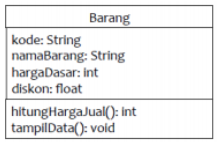 Barang
kode: String
namaBarang: String
hargaDasar: int
diskon: float
hitungHargaJual(): int
tampilData(): void